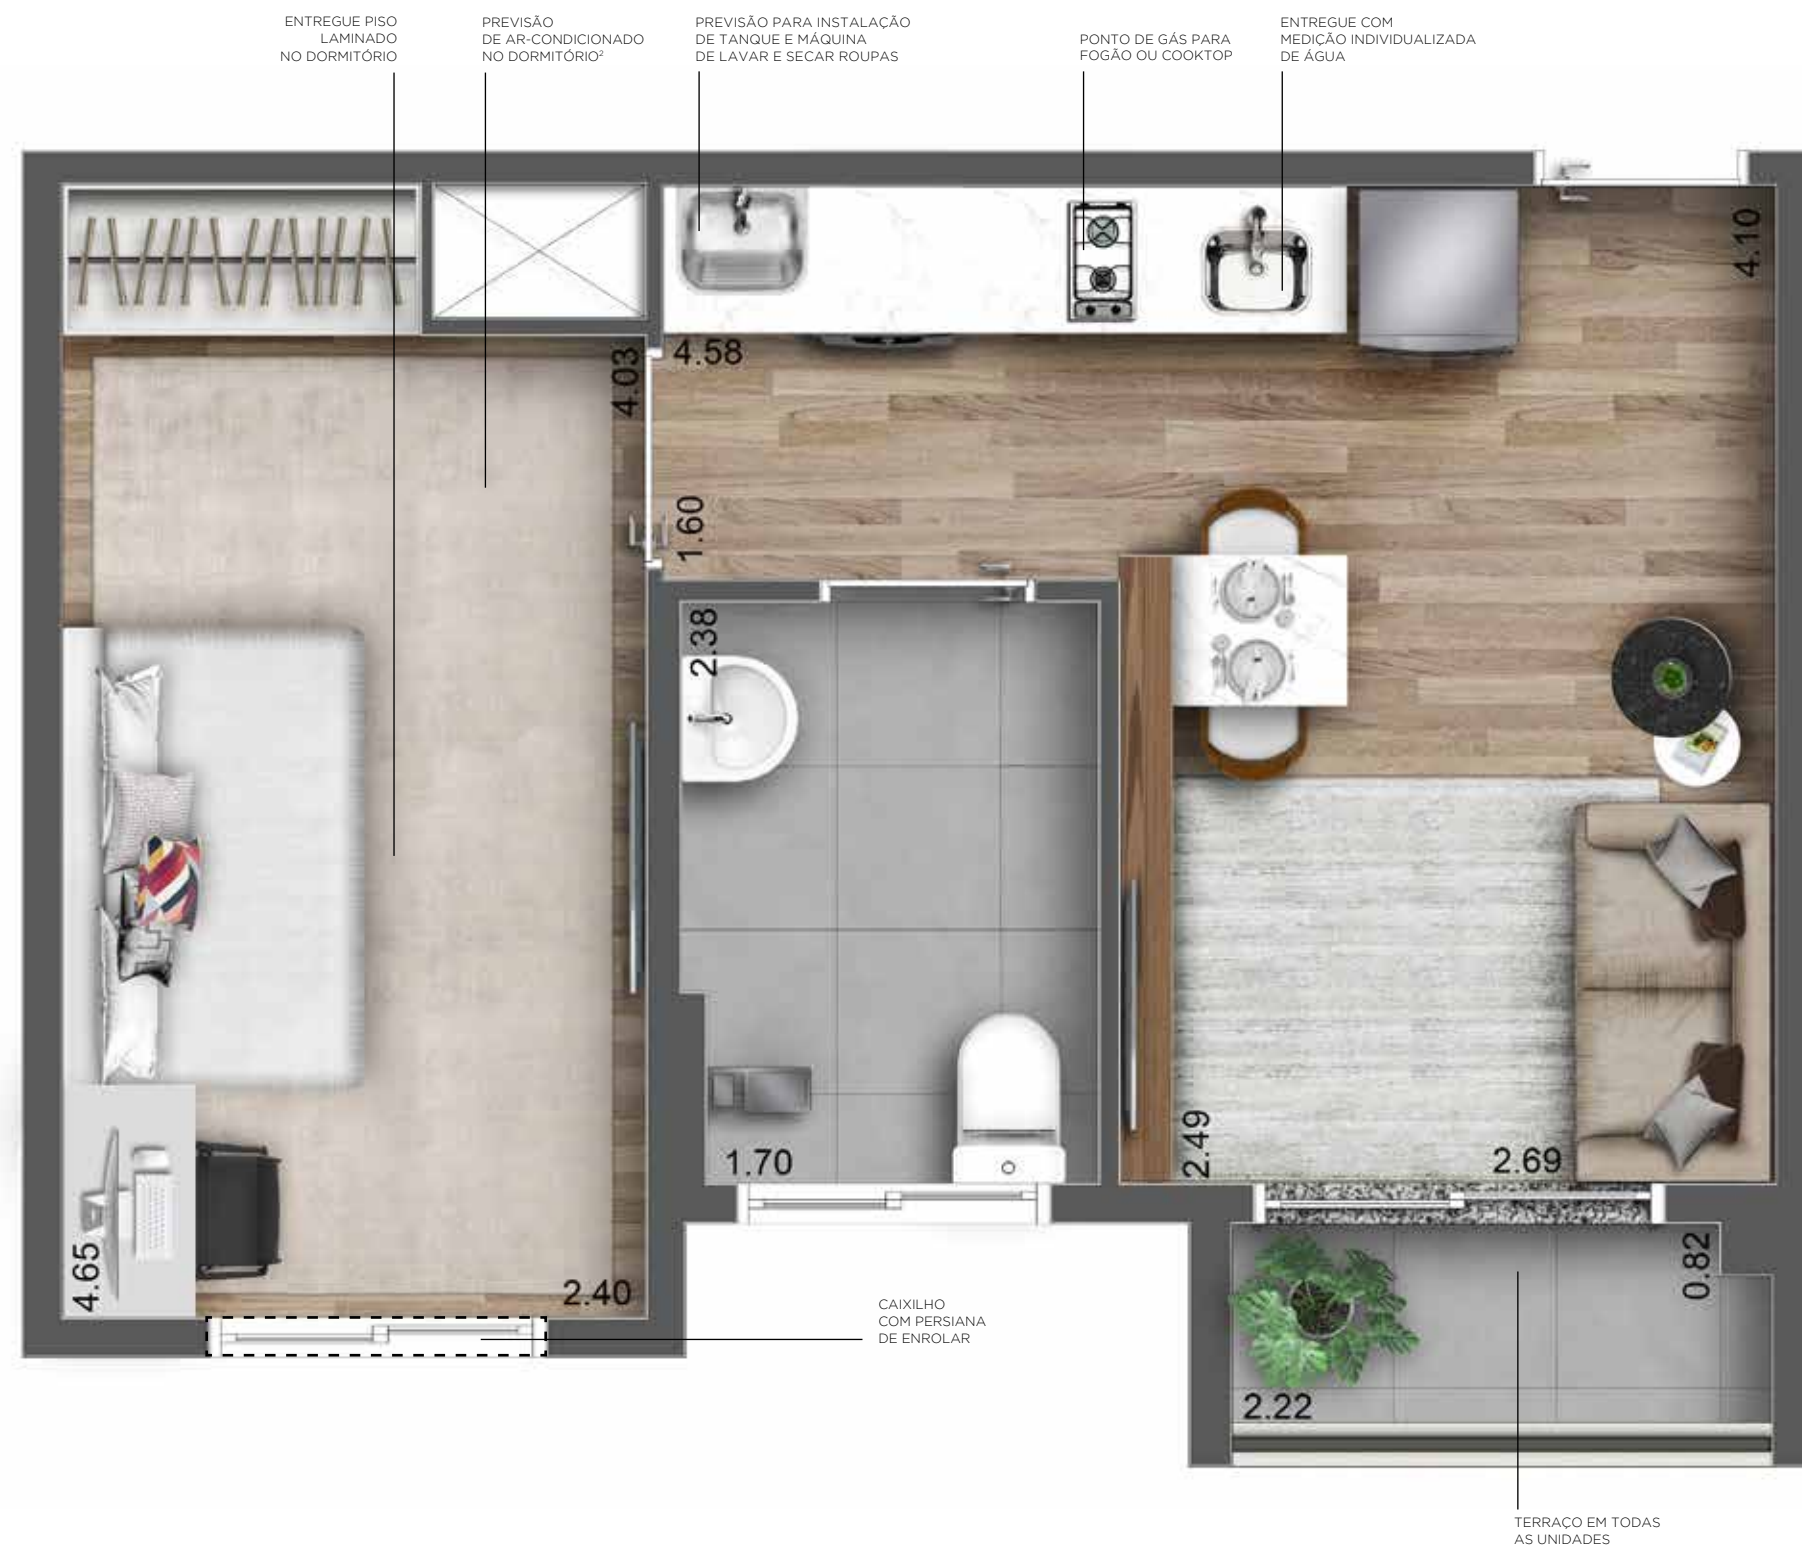 ENTREGUE PISO
LAMINADO
NO DORMITÓRIO
PREVISÃO
DE AR-CONDICIONADO
NO DORMITÓRIO²
PREVISÃO PARA INSTALAÇÃO
DE TANQUE E MÁQUINA
DE LAVAR E SECAR ROUPAS
PONTO DE GÁS PARA
FOGÃO OU COOKTOP
ENTREGUE COM
MEDIÇÃO INDIVIDUALIZADA
DE ÁGUA
4.10
4.03
4.58
1.60
2.38
2.49
2.69
1.70
4.65
2.40
0.82
2.22
CAIXILHO
COM PERSIANA
DE ENROLAR
TERRAÇO EM TODAS
AS UNIDADES